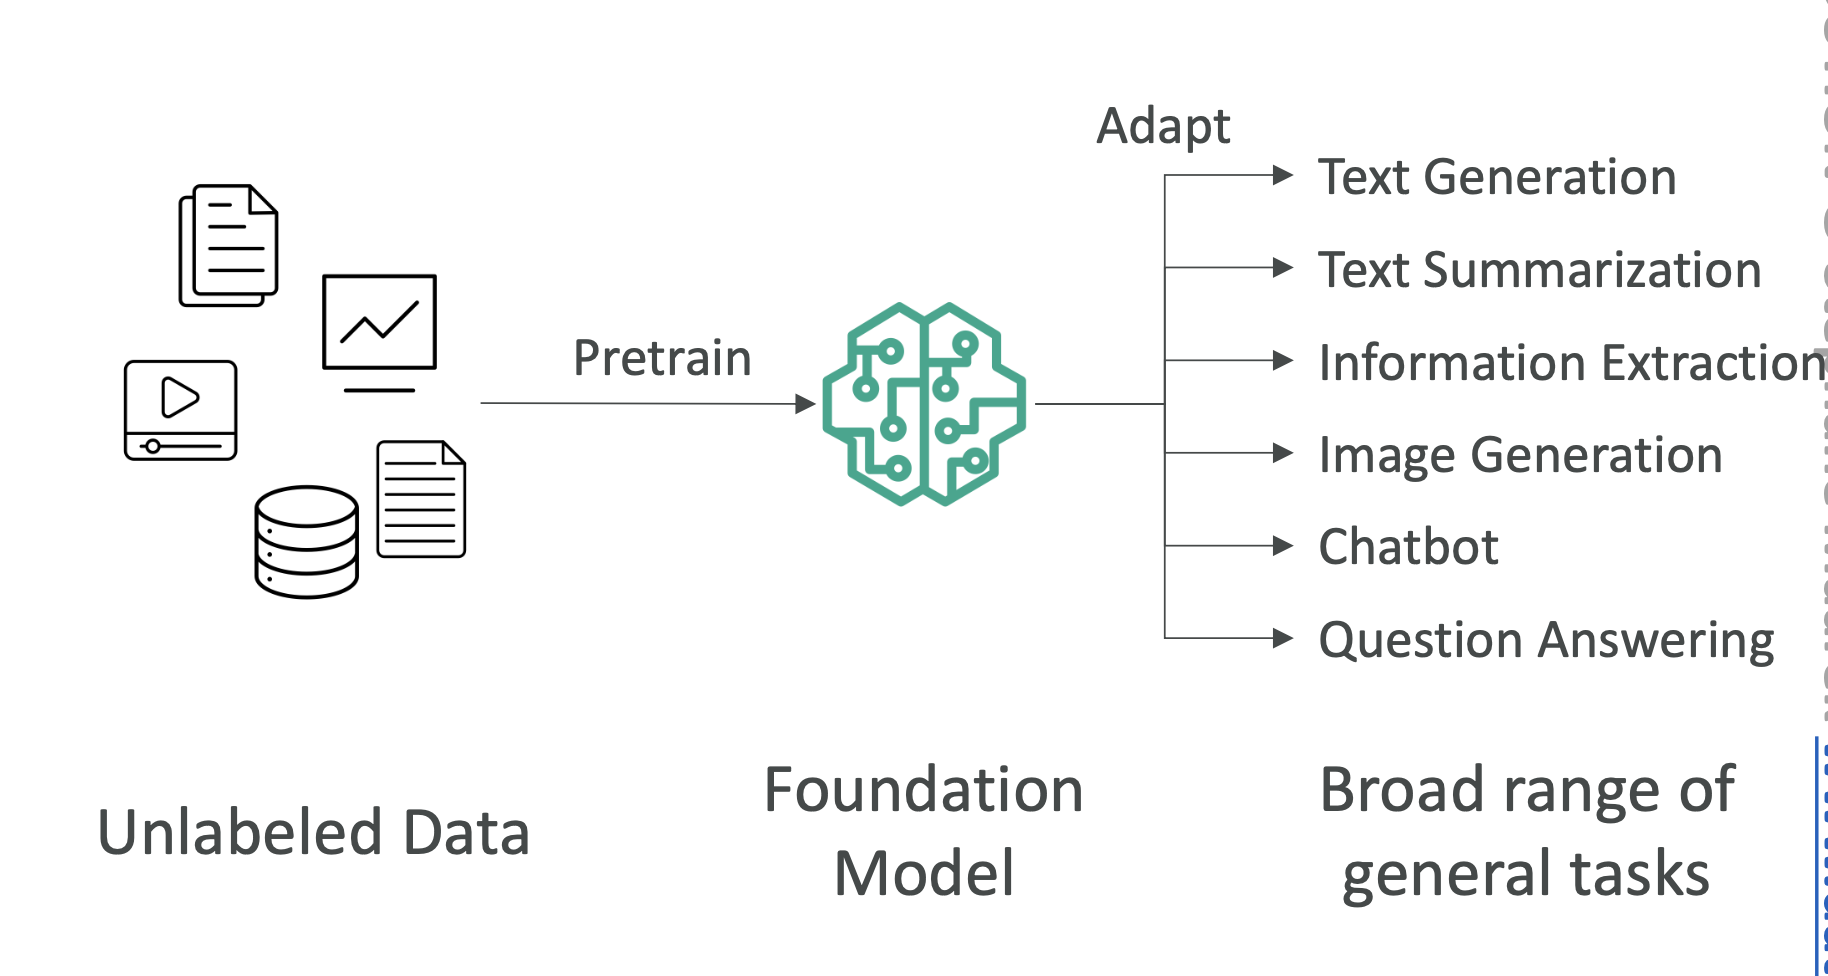 Adapt
Text Generation
Text Summarization
Information Extraction
Pretrain
Image Generation
Chatbot
Question Answering
Unlabeled Data
Foundation
Model
Broad range of
general tasks